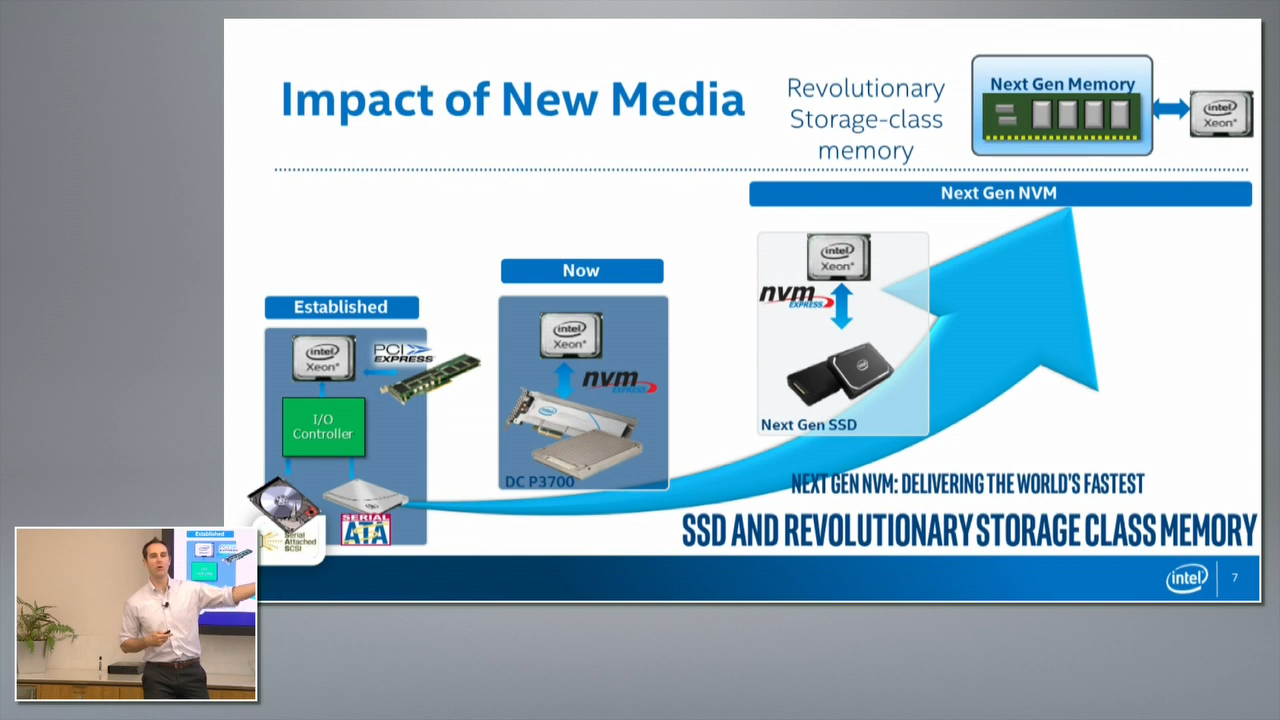 Impact of New Media
Revolutionary
Storage-class
memory
Next Gen Memory
intel
Xeon®
Next Gen NVM
Established
intel
Xeon®
PCI
EXPRESS
I/O
Controller
Serial
Attached
SCSI
SERIAL
ATA
Now
intel
Xeon®
nvm
EXPRESS
DC P3700
intel
Xeon®
nvm
EXPRESS
Next Gen SSD
NEXT GEN NVM: DELIVERING THE WORLD'S FASTEST
SSD AND REVOLUTIONARY STORAGE CLASS MEMORY
intel
7
Established